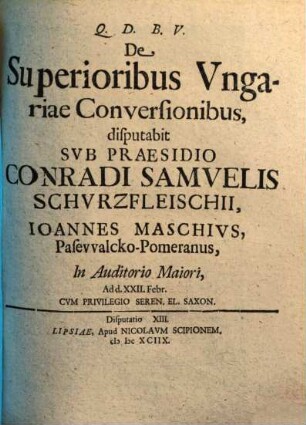 Q. D. B. V.
De
Superioribus Vnga-
riae Conversionibus,
disputabit
SVB PRAESIDIO
CONRADI SAMVELIS
SCHVRZFLEISCHII,
IOANNES MASCHIVS,
Pasevvalcko-Pomeranus,
In Auditorio Maiori,
Ad d. XXII. Febr.
CVM PRIVILEGIO SEREN. EL. SAXON.
Disputatio XIII.
LIPSIAE, Apud NICOLAVM SCIPIONEM,
cIɔ Iɔc XCIIX.